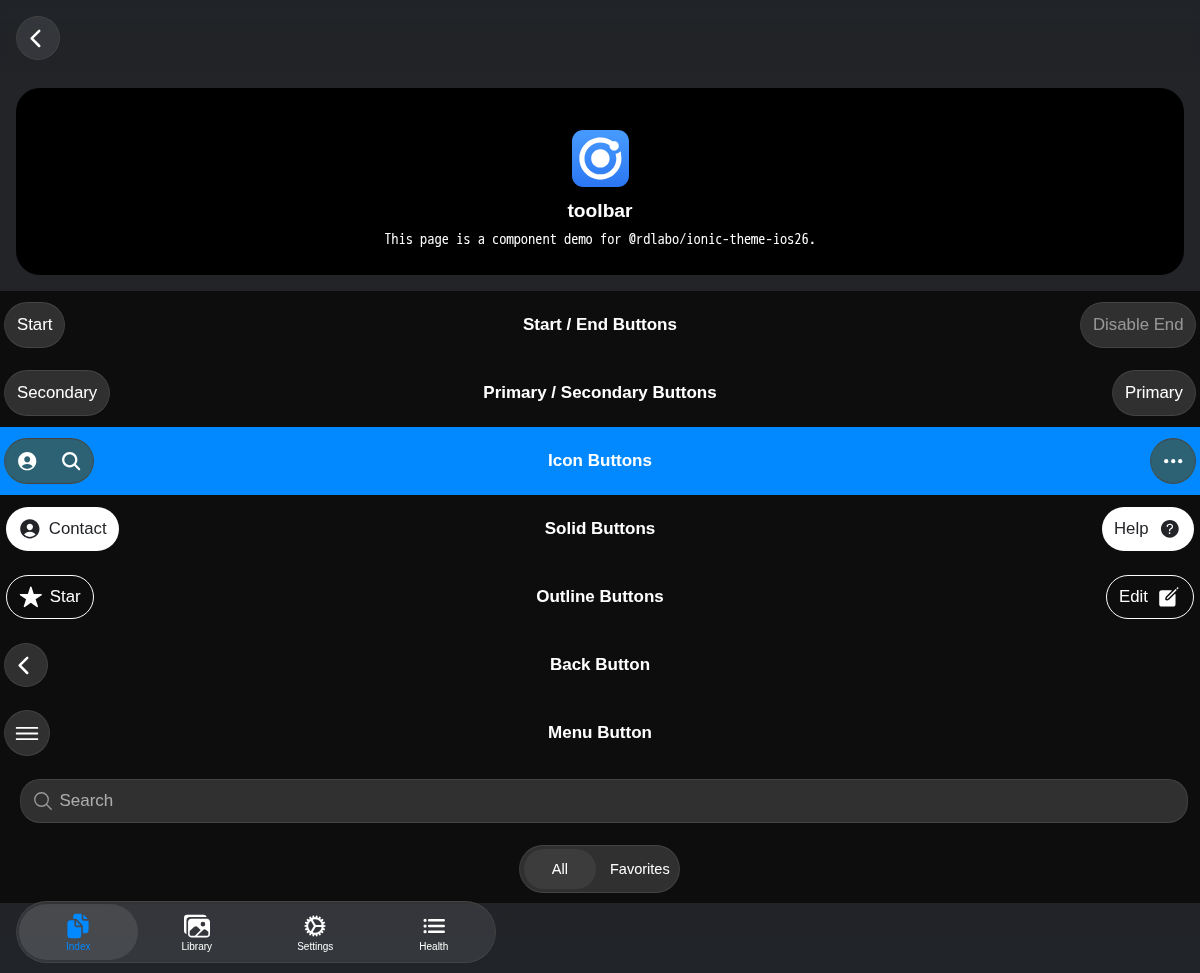 toolbar
This page is a component demo for @rdlabo/ionic-theme-ios26.
Start
Start / End Buttons
Disable End
Secondary
Primary / Secondary Buttons
Primary
Icon Buttons
Contact
Solid Buttons
Help
Star
Outline Buttons
Edit
Back Button
Menu Button
Search
All
Favorites
Index
Library
Settings
Health